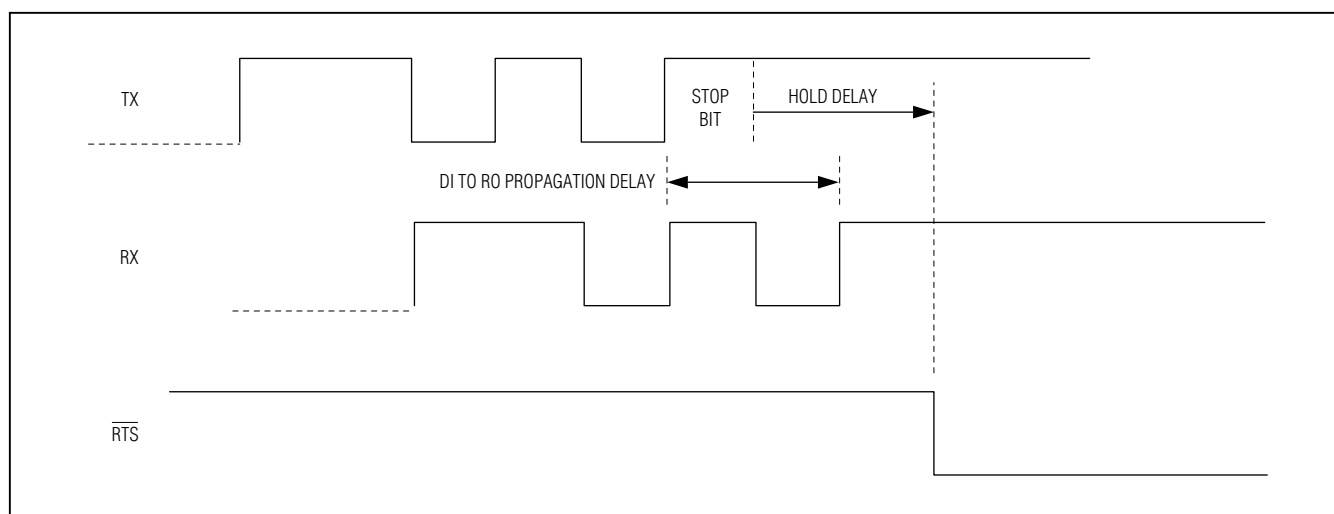 TX
STOP
BIT
HOLD DELAY
DI TO RO PROPAGATION DELAY
RX
RTS